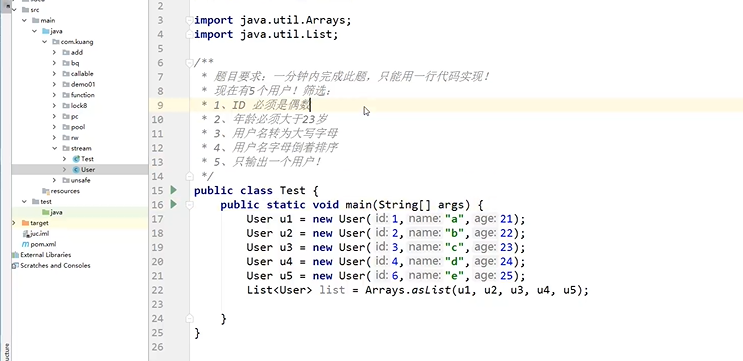 src
main
java
com.kuang
add
bq
callable
demo01
function
lock8
pc
pool
rw
stream
Test
User
unsafe
resources
test
java
target
juc.iml
pom.xml
External Libraries
Scratches and Consoles
2
3 import java.util.Arrays;
4 import java.util.List;
5
6 /**
7 * 题目要求：一分钟内完成此题，只能用一行代码实现！
8 * 现在有5个用户！筛选：
9 * 1、ID 必须是偶数
10 * 2、年龄必须大于23岁
11 * 3、用户名转为大写字母
12 * 4、用户名字母倒着排序
13 * 5、只输出一个用户！
14 */
15 public class Test {
16 public static void main(String[] args) {
17 User u1 = new User( id: 1, name: "a", age: 21);
18 User u2 = new User( id: 2, name: "b", age: 22);
19 User u3 = new User( id: 3, name: "c", age: 23);
20 User u4 = new User( id: 4, name: "d", age: 24);
21 User u5 = new User( id: 6, name: "e", age: 25);
22 List<User> list = Arrays.asList(u1, u2, u3, u4, u5);
23
24 }
25 }
26